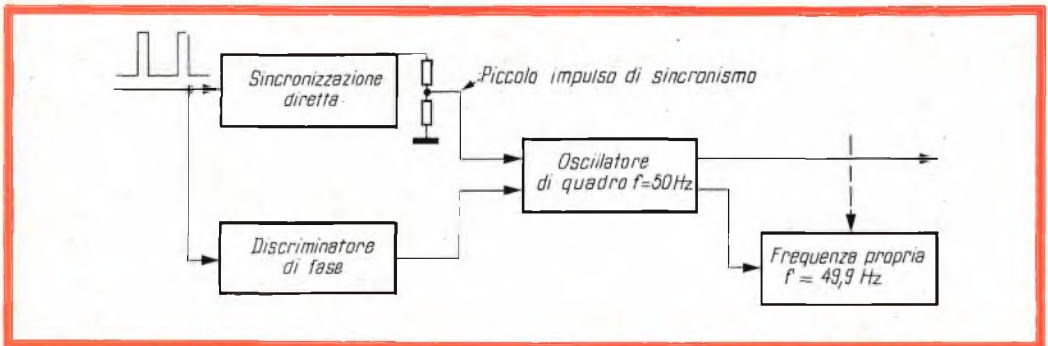 Sincronizzazione
diretta
Piccolo impulso di sincronismo
Oscillatore
di quadro f=50Hz
Discriminatore
di fase
Frequenza propria
f = 49,9 Hz